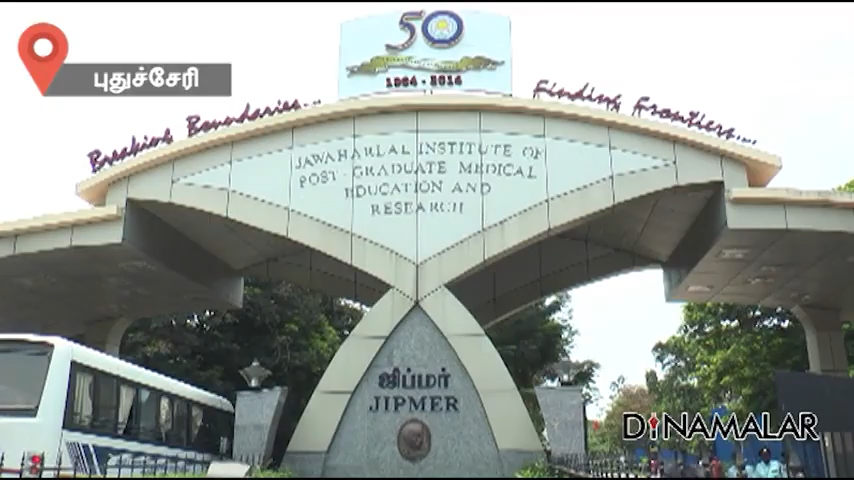 50
1964 - 2014
புதுச்சேரி
Breaking Boundaries...
Finding Frontiers....
JAWAHARLAL INSTITUTE OF
POST - GRADUATE MEDICAL
EDUCATION AND
RESEARCH
ஜிப்மர்
JIPMER
DINAMALAR